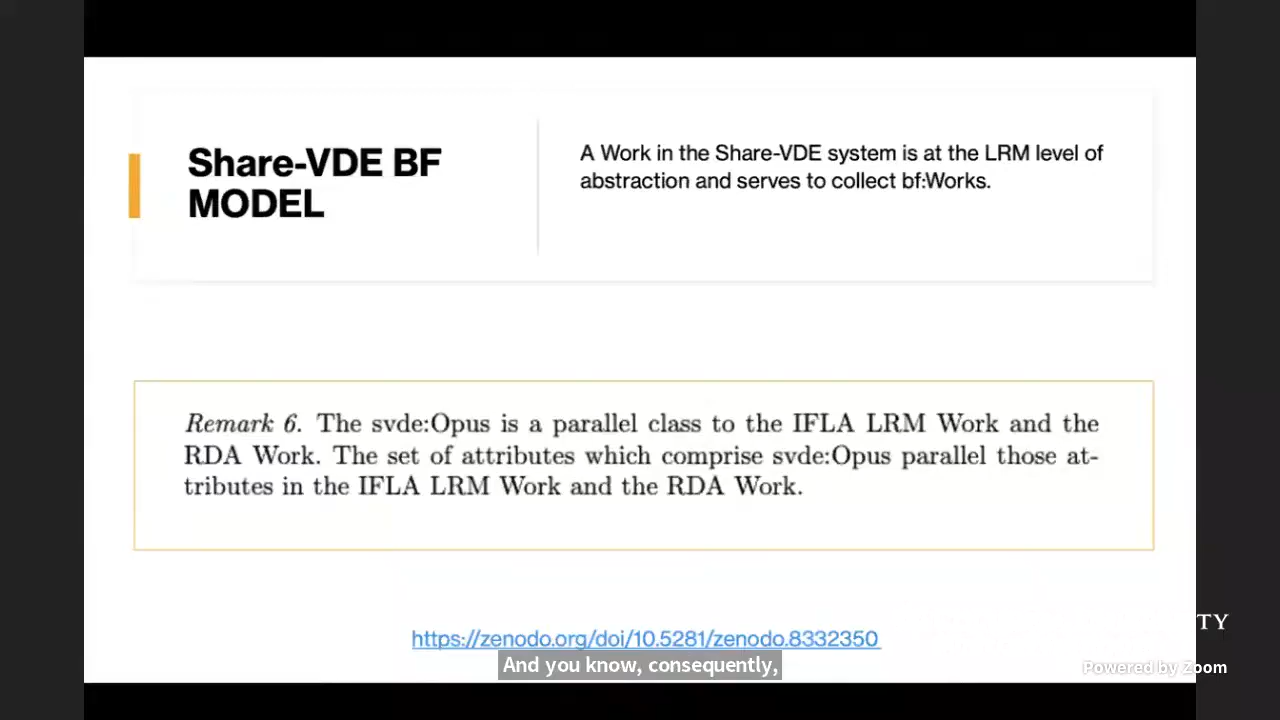 Share-VDE BF
MODEL
A Work in the Share-VDE system is at the LRM level of
abstraction and serves to collect bf:Works.
Remark 6. The svde:Opus is a parallel class to the IFLA LRM Work and the
RDA Work. The set of attributes which comprise svde:Opus parallel those at-
tributes in the IFLA LRM Work and the RDA Work.
https://zenodo.org/doi/10.5281/zenodo.8332350
TY
And you know, consequently,
Powered by Zoom